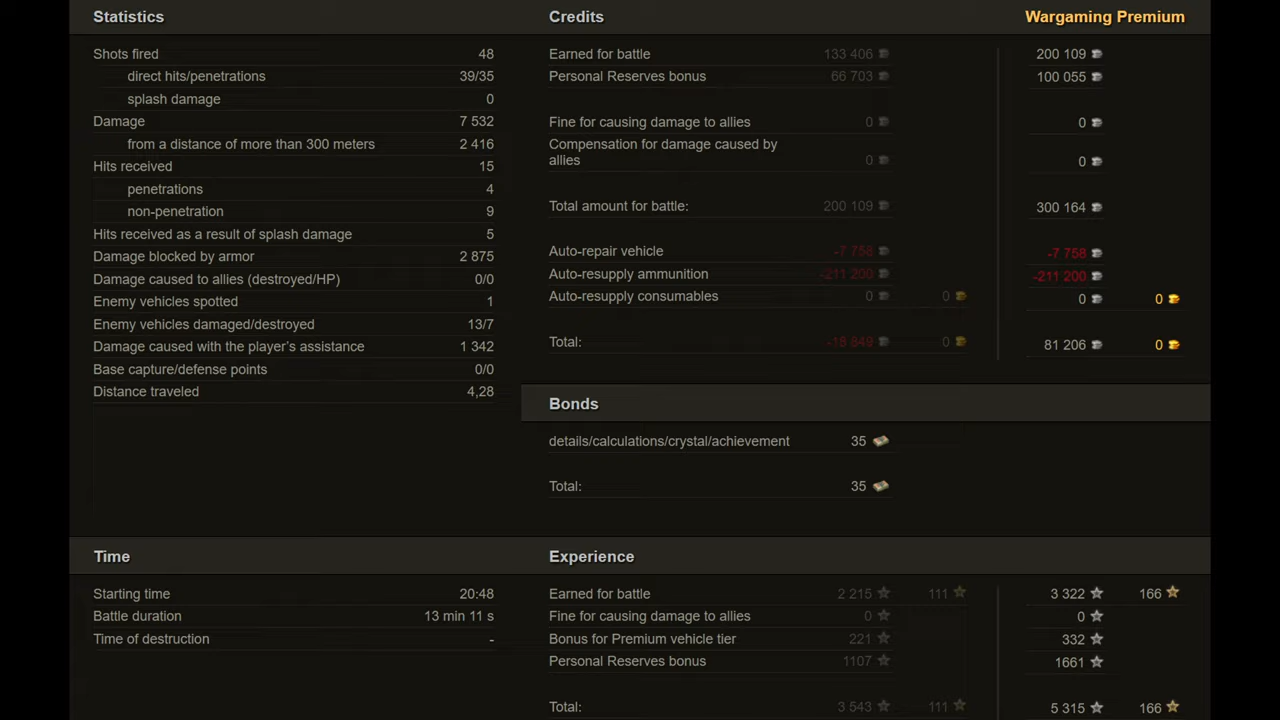 Statistics
Shots fired 48
direct hits/penetrations 39/35
splash damage 0
Damage 7 532
from a distance of more than 300 meters 2 416
Hits received 15
penetrations 4
non-penetration 9
Hits received as a result of splash damage 5
Damage blocked by armor 2 875
Damage caused to allies (destroyed/HP) 0/0
Enemy vehicles spotted 1
Enemy vehicles damaged/destroyed 13/7
Damage caused with the player's assistance 1 342
Base capture/defense points 0/0
Distance traveled 4,28
Credits Wargaming Premium
Earned for battle 133 406 200 109
Personal Reserves bonus 66 703 100 055
Fine for causing damage to allies 0 0
Compensation for damage caused by
allies 0 0
Total amount for battle: 200 109 300 164
Auto-repair vehicle -7 758 -7 758
Auto-resupply ammunition -211 200 -211 200
Auto-resupply consumables 0 0 0 0
Total: -18 849 0 81 206 0
Bonds
details/calculations/crystal/achievement 35
Total: 35
Time
Starting time 20:48
Battle duration 13 min 11 s
Time of destruction -
Experience
Earned for battle 2 215 111 3 322 166
Fine for causing damage to allies 0 0
Bonus for Premium vehicle tier 221 332
Personal Reserves bonus 1107 1661
Total: 3 543 111 5 315 166